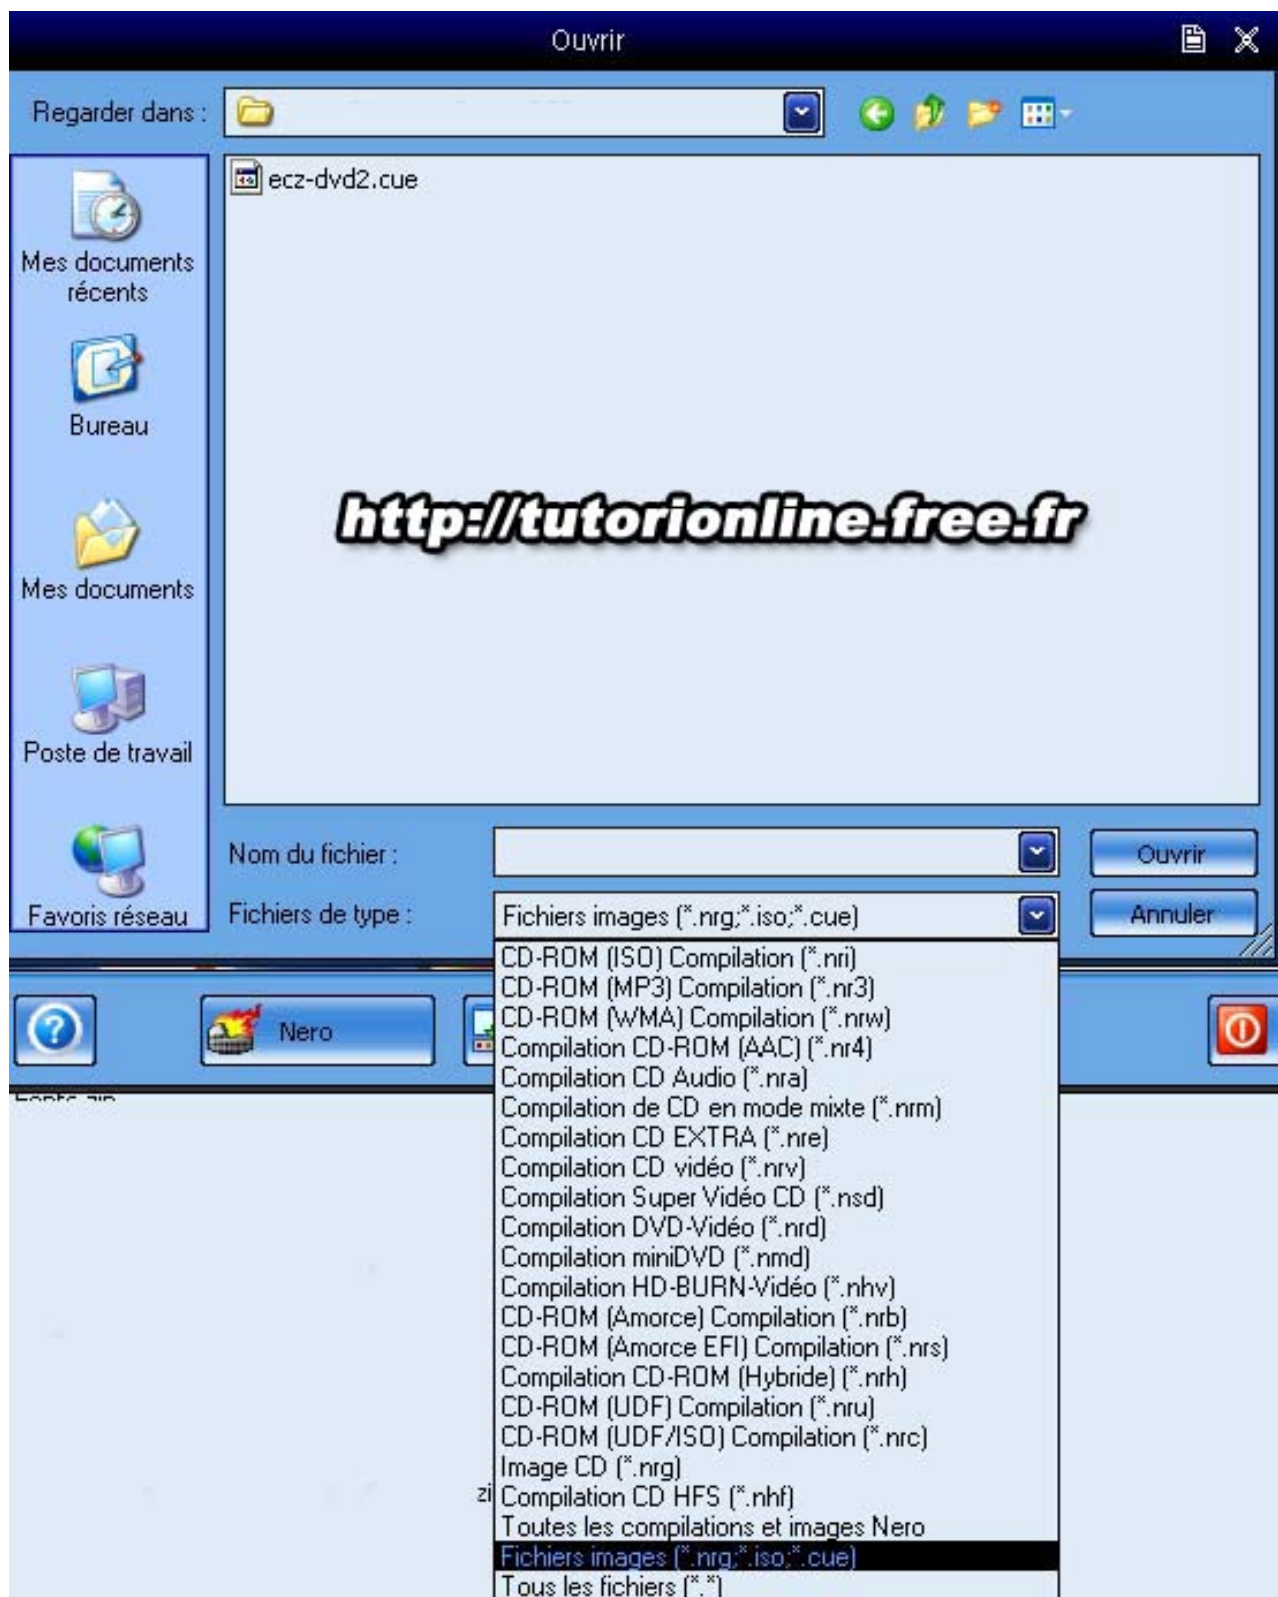 Ouvrir
Regarder dans :
ecz-dvd2.cue
Mes documents
récents
Bureau
Mes documents
Poste de travail
Favoris réseau
http://tutorionline.free.fr
Nom du fichier :
Ouvrir
Fichiers de type :
Fichiers images (*.nrg;*.iso;*.cue)
Annuler
CD-ROM (ISO) Compilation (*.nri)
CD-ROM (MP3) Compilation (*.nr3)
CD-ROM (WMA) Compilation (*.nrw)
Compilation CD-ROM (AAC) (*.nr4)
Compilation CD Audio (*.nra)
Compilation de CD en mode mixte (*.nrm)
Compilation CD EXTRA (*.nre)
Compilation CD vidéo (*.nrv)
Compilation Super Vidéo CD (*.nsd)
Compilation DVD-Vidéo (*.nrd)
Compilation miniDVD (*.nmd)
Compilation HD-BURN-Vidéo (*.nhv)
CD-ROM (Amorce) Compilation (*.nrb)
CD-ROM (Amorce EFI) Compilation (*.nrs)
Compilation CD-ROM (Hybride) (*.nrh)
CD-ROM (UDF) Compilation (*.nru)
CD-ROM (UDF/ISO) Compilation (*.nrc)
Image CD (*.nrg)
Compilation CD HFS (*.nhf)
Toutes les compilations et images Nero
Fichiers images (*.nrg;*.iso;*.cue)
Tous les fichiers (*.*)
Nero
zi